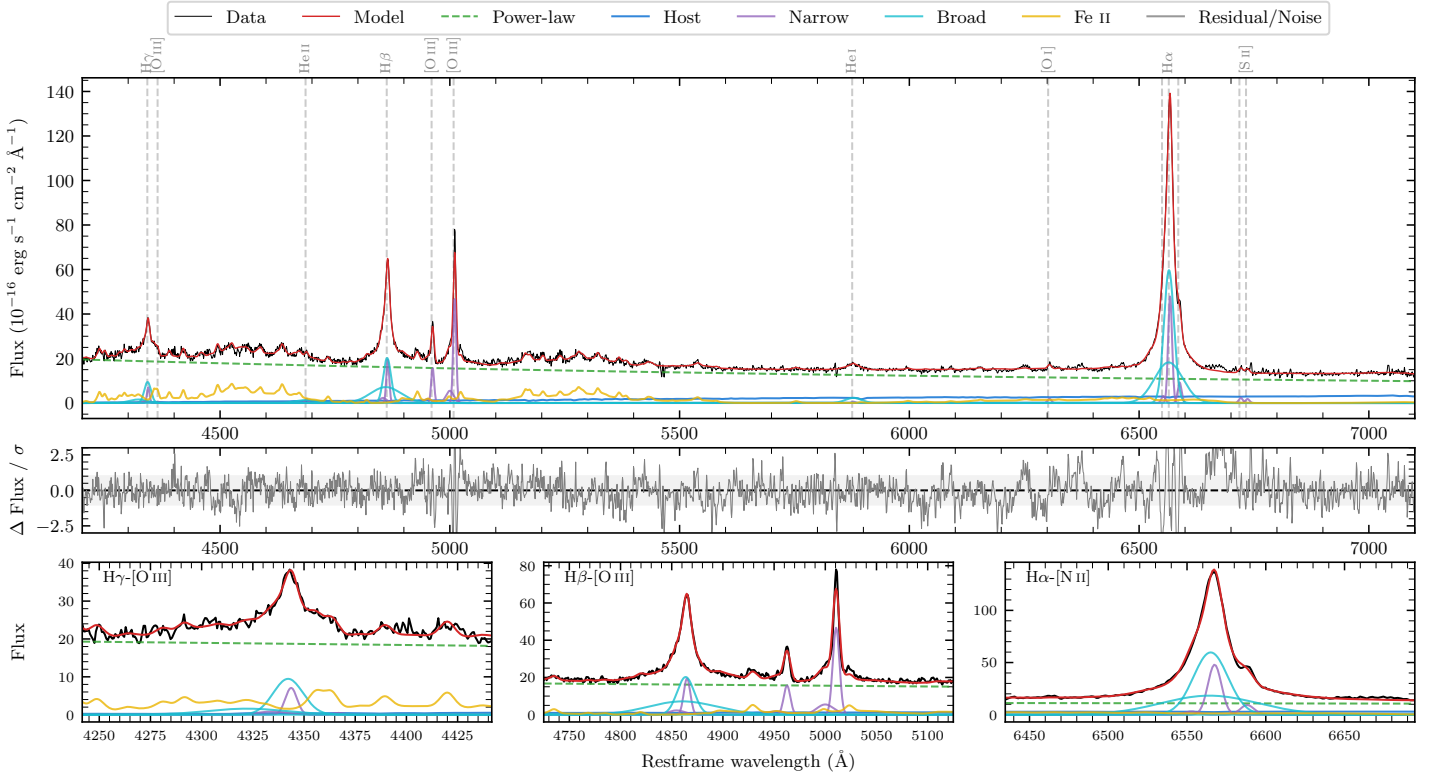 Data Model Power-law Host Narrow Broad Fe II Residual/Noise
Hγ [O III] He II Hβ [O III] [O III] He I [O I] Hα [S II]
Flux (10⁻¹⁶ erg s⁻¹ cm⁻² Å⁻¹)
140
120
100
80
60
40
20
0
4500 5000 5500 6000 6500 7000
Δ Flux / σ
2.5
0.0
−2.5
4500 5000 5500 6000 6500 7000
Flux
Hγ-[O III]
40
30
20
10
0
4250 4275 4300 4325 4350 4375 4400 4425
Hβ-[O III]
80
60
40
20
0
4750 4800 4850 4900 4950 5000 5050 5100
Hα-[N II]
100
50
0
6450 6500 6550 6600 6650
Restframe wavelength (Å)